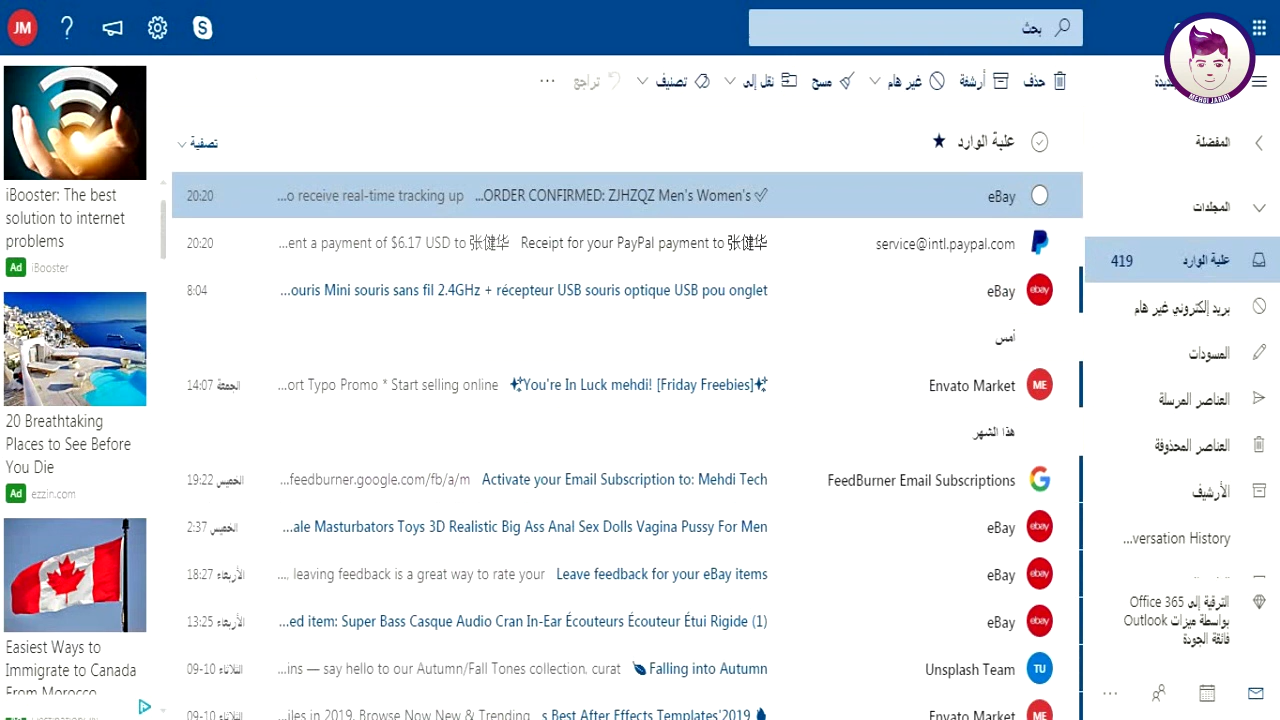 JM
?
S
بحث
MEHDI JABIRI
حذف
أرشفة
غير هام
مسح
نقل إلى
تصنيف
تراجع
...
علبة الوارد ★
تصفية
eBay
✓ORDER CONFIRMED: ZJHZQZ Men's Women's...
...o receive real-time tracking up
20:20
service@intl.paypal.com
Receipt for your PayPal payment to 张健华
...ent a payment of $6.17 USD to 张健华
20:20
ebay
eBay
...ouris Mini souris sans fil 2.4GHz + récepteur USB souris optique USB pou onglet
8:04
أمس
ME
Envato Market
✨You're In Luck mehdi! [Friday Freebies]✨
...ort Typo Promo * Start selling online
الجمعة 14:07
هذا الشهر
G
FeedBurner Email Subscriptions
Activate your Email Subscription to: Mehdi Tech
...feedburner.google.com/fb/a/m
الخميس 19:22
ebay
eBay
...ale Masturbators Toys 3D Realistic Big Ass Anal Sex Dolls Vagina Pussy For Men
الخميس 2:37
ebay
eBay
Leave feedback for your eBay items
..., leaving feedback is a great way to rate your
الأربعاء 18:27
ebay
eBay
...ed item: Super Bass Casque Audio Cran In-Ear Écouteurs Écouteur Étui Rigide (1)
الأربعاء 13:25
TU
Unsplash Team
Falling into Autumn
...ins — say hello to our Autumn/Fall Tones collection, curat
الثلاثاء 09-10
ME
Envato Market
s Best After Effects Templates'2019
...iles in 2019. Browse Now New & Trending
الثلاثاء 09-10
المفضلة
المجلدات
علبة الوارد 419
بريد إلكتروني غير هام
المسودات
العناصر المرسلة
العناصر المحذوفة
الأرشيف
...versation History
الترقية إلى Office 365
بواسطة ميزات Outlook
فائقة الجودة
...
iBooster: The best
solution to internet
problems
Ad iBooster
20 Breathtaking
Places to See Before
You Die
Ad ezzin.com
Easiest Ways to
Immigrate to Canada
From Morocco